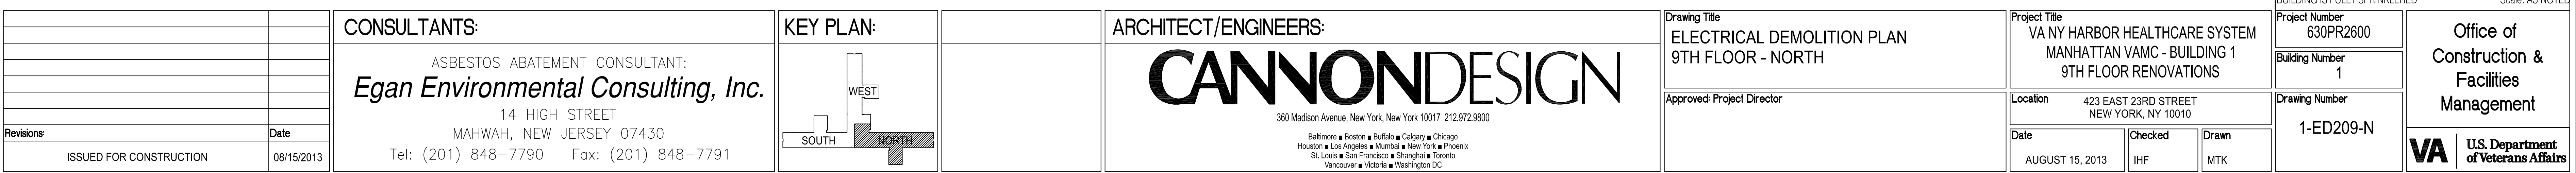 BUILDING IS FULLY SPRINKLERED
Scale: AS NOTED
Revisions:
Date
ISSUED FOR CONSTRUCTION
08/15/2013
CONSULTANTS:
ASBESTOS ABATEMENT CONSULTANT:
Egan Environmental Consulting, Inc.
14 HIGH STREET
MAHWAH, NEW JERSEY 07430
Tel: (201) 848-7790 Fax: (201) 848-7791
KEY PLAN:
WEST
SOUTH
NORTH
ARCHITECT/ENGINEERS:
CANNONDESIGN
360 Madison Avenue, New York, New York 10017 212.972.9800
Baltimore ■ Boston ■ Buffalo ■ Calgary ■ Chicago
Houston ■ Los Angeles ■ Mumbai ■ New York ■ Phoenix
St. Louis ■ San Francisco ■ Shanghai ■ Toronto
Vancouver ■ Victoria ■ Washington DC
Drawing Title
ELECTRICAL DEMOLITION PLAN
9TH FLOOR - NORTH
Approved: Project Director
Project Title
VA NY HARBOR HEALTHCARE SYSTEM
MANHATTAN VAMC - BUILDING 1
9TH FLOOR RENOVATIONS
Location
423 EAST 23RD STREET
NEW YORK, NY 10010
Date
AUGUST 15, 2013
Checked
IHF
Drawn
MTK
Project Number
630PR2600
Building Number
1
Drawing Number
1-ED209-N
Office of
Construction &
Facilities
Management
VA
U.S. Department
of Veterans Affairs